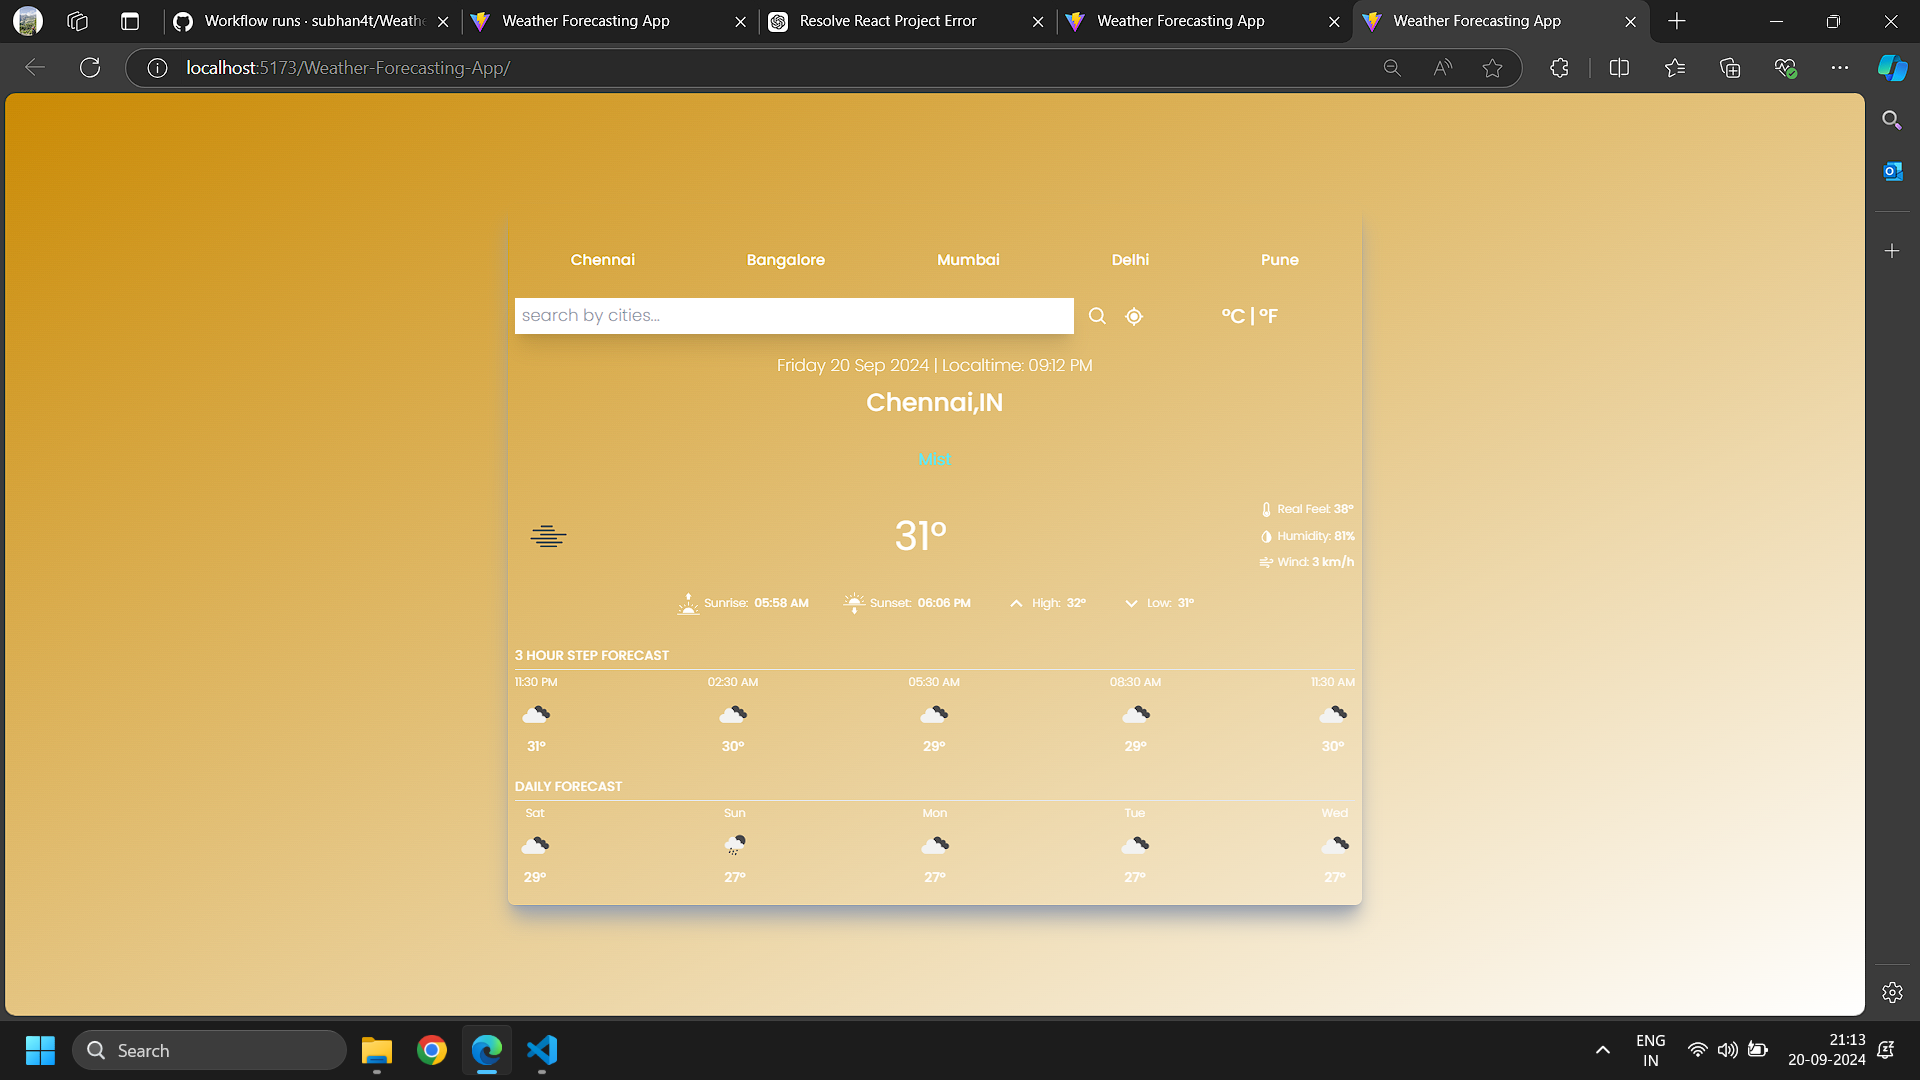 Workflow runs · subhan4t/Weathe
Weather Forecasting App
Resolve React Project Error
Weather Forecasting App
Weather Forecasting App
localhost:5173/Weather-Forecasting-App/
Chennai Bangalore Mumbai Delhi Pune
search by cities...
°C | °F
Friday 20 Sep 2024 | Localtime: 09:12 PM
Chennai,IN
Mist
31°
Real Feel: 38°
Humidity: 81%
Wind: 3 km/h
Sunrise: 05:58 AM Sunset: 06:06 PM High: 32° Low: 31°
3 HOUR STEP FORECAST
11:30 PM 02:30 AM 05:30 AM 08:30 AM 11:30 AM
31° 30° 29° 29° 30°
DAILY FORECAST
Sat Sun Mon Tue Wed
29° 27° 27° 27° 27°
Search
ENG
IN
21:13
20-09-2024